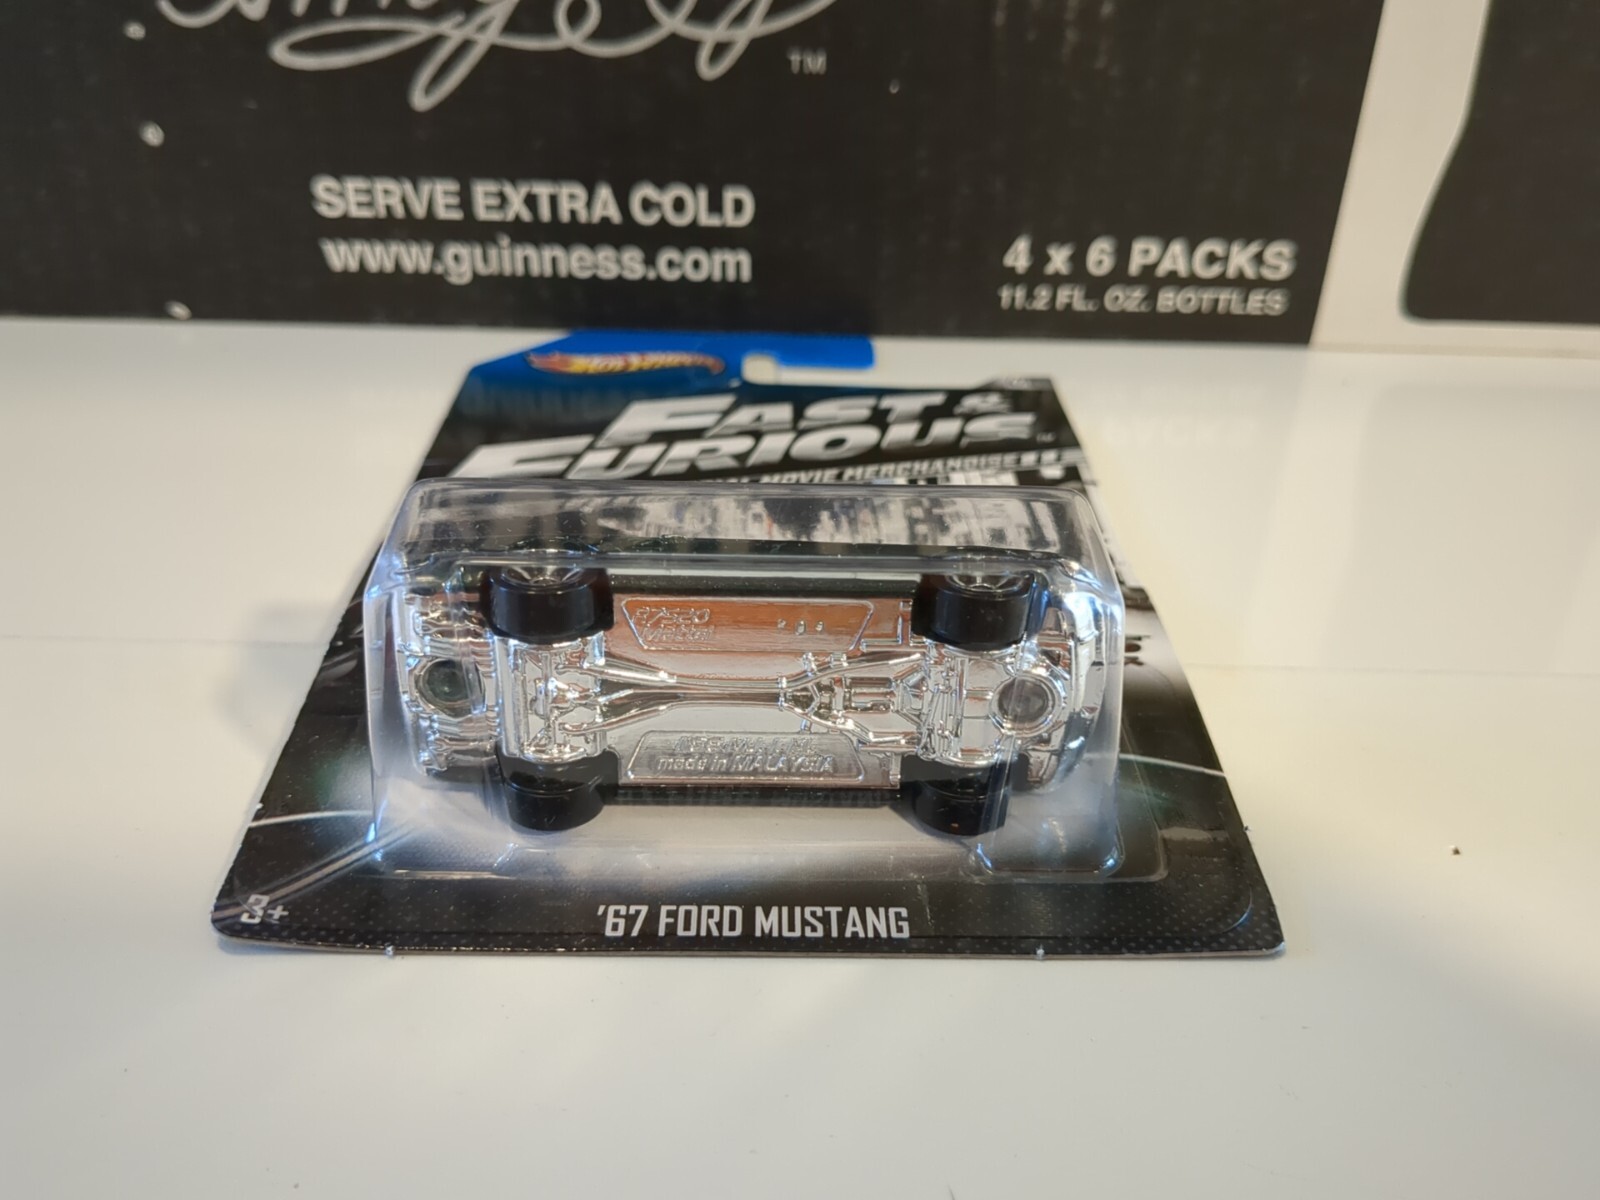 TM
SERVE EXTRA COLD
www.guinness.com
4 x 6 PACKS
11.2 FL. OZ. BOTTLES
Hot Wheels
FAST &
FURIOUS
MOVIE MERCHANDISE
Mattel
made in MALAYSIA
3+
'67 FORD MUSTANG